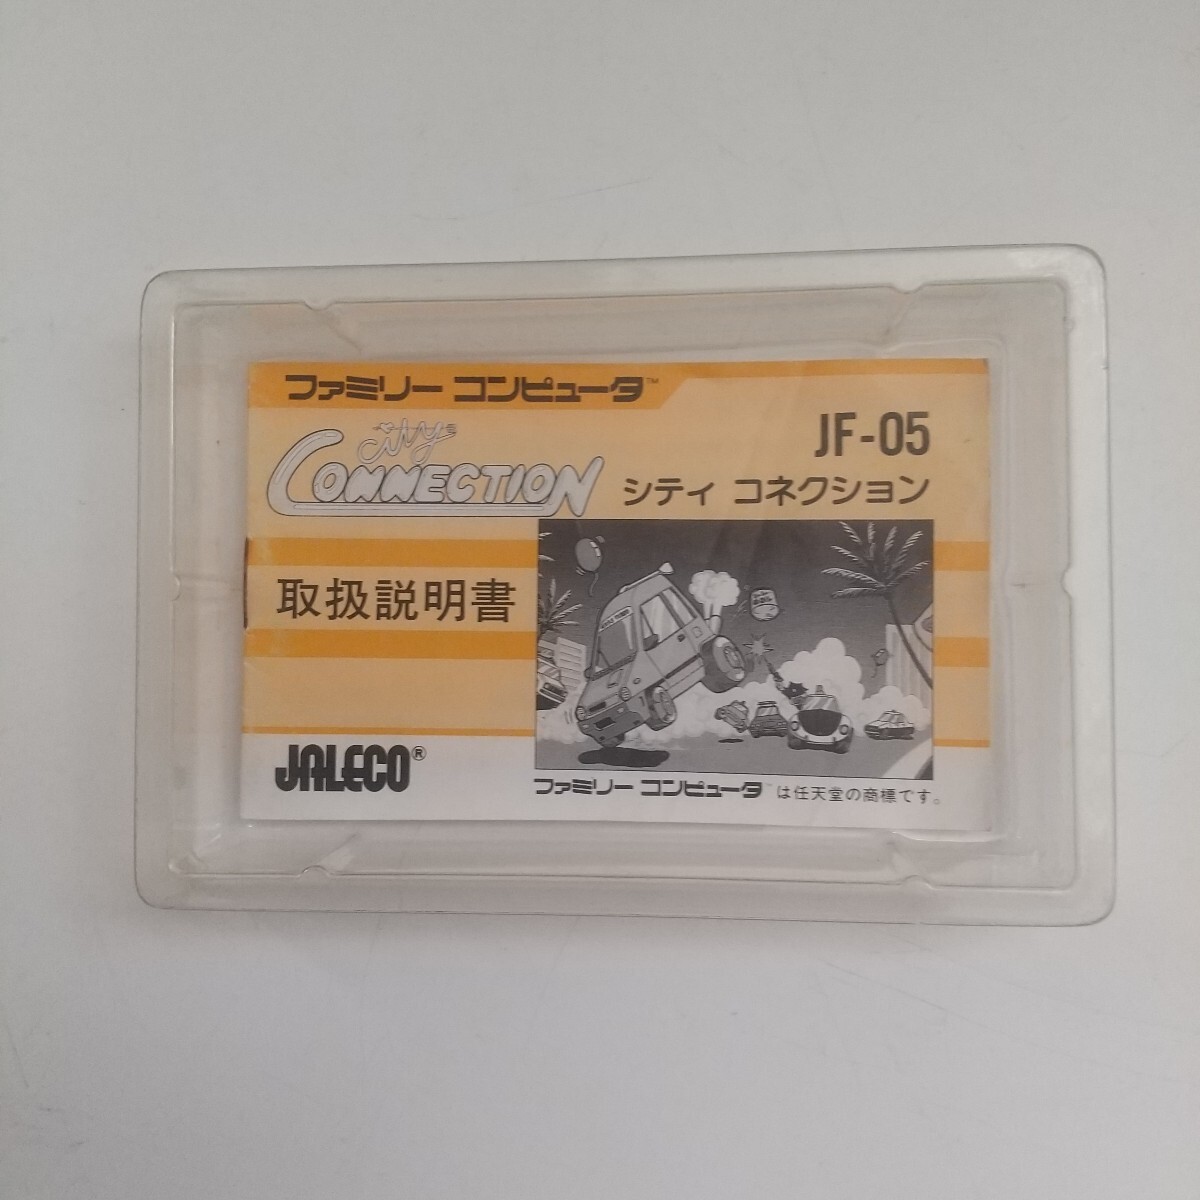 ファミリー コンピュータ™
city
CONNECTION
JF-05
シティ コネクション
取扱説明書
JALECO®
ファミリー コンピュータ™は任天堂の商標です。